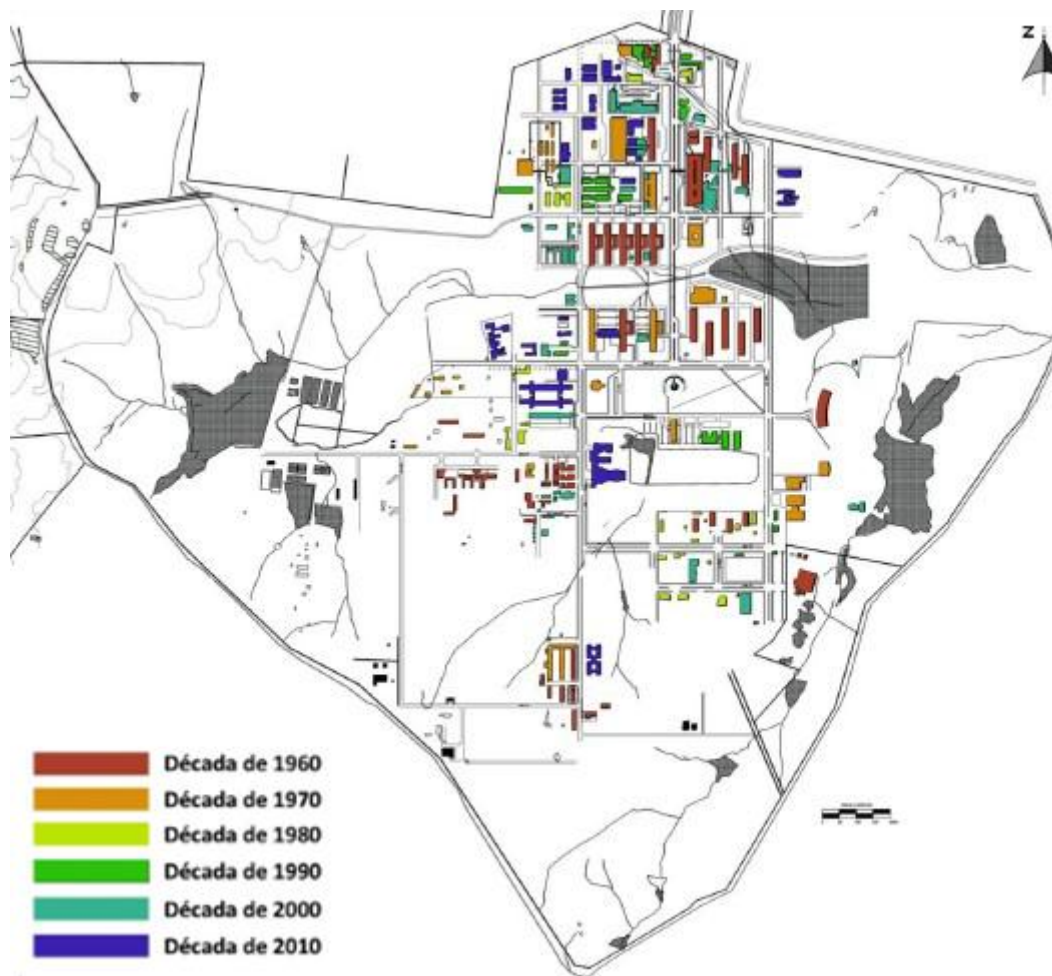 N
Década de 1960
Década de 1970
Década de 1980
Década de 1990
Década de 2000
Década de 2010